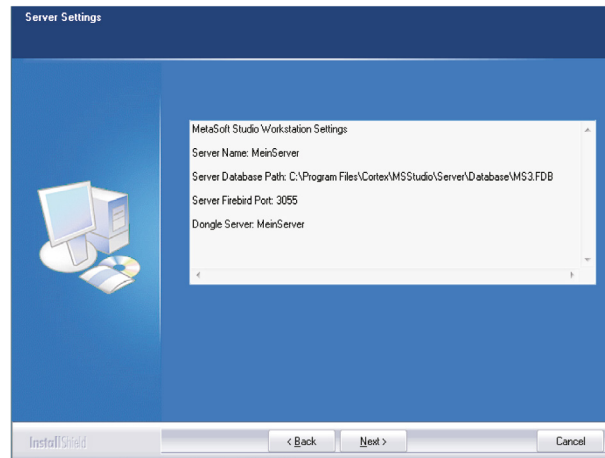 Server Settings
MetaSoft Studio Workstation Settings
Server Name: MeinServer
Server Database Path: C:\Program Files\Cortex\MSStudio\Server\Database\MS3.FDB
Server Firebird Port: 3055
Dongle Server: MeinServer
InstallShield
< Back
Next >
Cancel